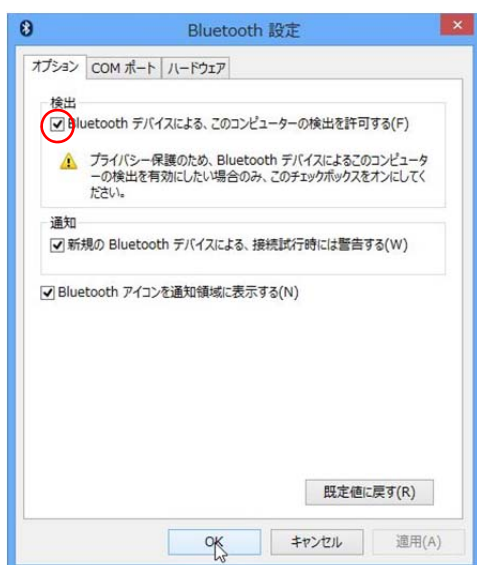 Bluetooth 設定
オプション COM ポート ハードウェア
検出
Bluetooth デバイスによる、このコンピューターの検出を許可する(F)
プライバシー保護のため、Bluetooth デバイスによるこのコンピュータ
ーの検出を有効にしたい場合のみ、このチェックボックスをオンにしてく
ださい。
通知
新規の Bluetooth デバイスによる、接続試行時には警告する(W)
Bluetooth アイコンを通知領域に表示する(N)
既定値に戻す(R)
OK キャンセル 適用(A)